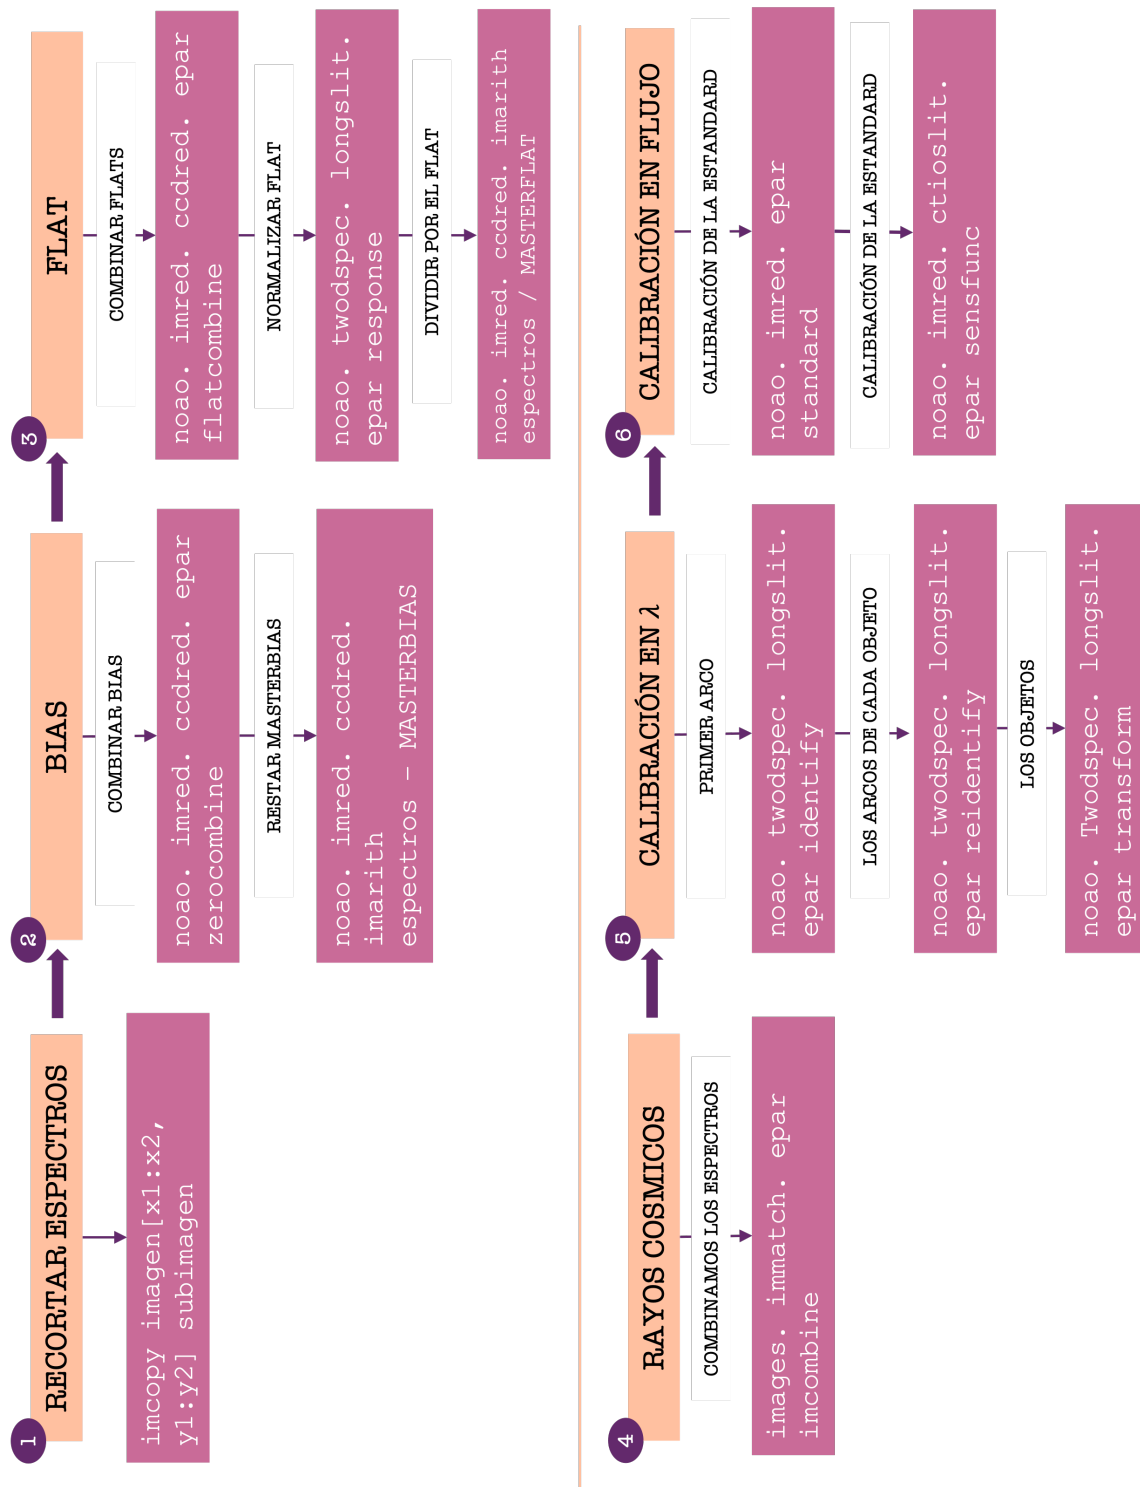 1
RECORTAR ESPECTROS
imcopy imagen[x1:x2,
y1:y2] subimagen
2
BIAS
COMBINAR BIAS
noao. imred. ccdred. epar
zerocombine
RESTAR MASTERBIAS
noao. imred. ccdred.
imarith
espectros – MASTERBIAS
3
FLAT
COMBINAR FLATS
noao. imred. ccdred. epar
flatcombine
NORMALIZAR FLAT
noao. twodspec. longslit.
epar response
DIVIDIR POR EL FLAT
noao. imred. ccdred. imarith
espectros / MASTERFLAT
4
RAYOS COSMICOS
COMBINAMOS LOS ESPECTROS
images. immatch. epar
imcombine
5
CALIBRACIÓN EN λ
PRIMER ARCO
noao. twodspec. longslit.
epar identify
LOS ARCOS DE CADA OBJETO
noao. twodspec. longslit.
epar reidentify
LOS OBJETOS
noao. Twodspec. longslit.
epar transform
6
CALIBRACIÓN EN FLUJO
CALIBRACIÓN DE LA ESTANDARD
noao. imred. epar
standard
CALIBRACIÓN DE LA ESTANDARD
noao. imred. ctioslit.
epar sensfunc